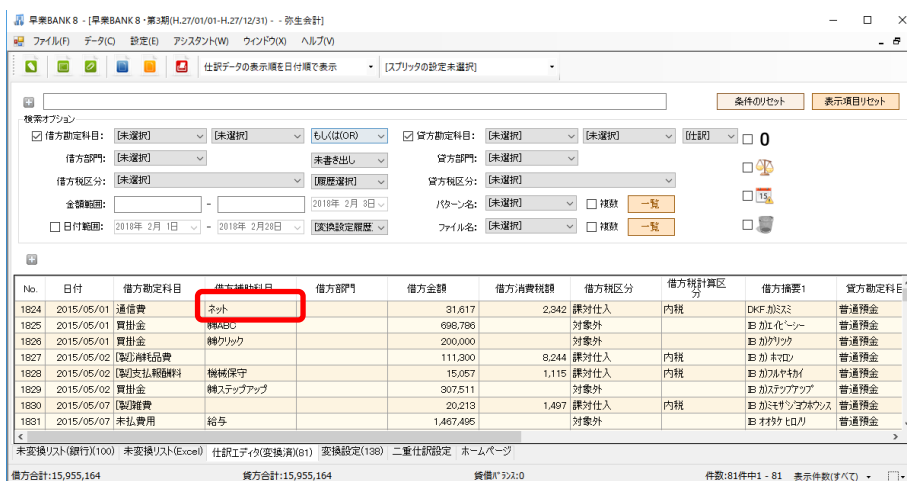 早業BANK 8 - [早業BANK 8・第3期(H.27/01/01-H.27/12/31) - - 弥生会計]
ファイル(F) データ(C) 設定(E) アシスタント(W) ウィンドウ(X) ヘルプ(V)
仕訳データの表示順を日付順で表示 [スプリッタの設定未選択]
条件のリセット 表示項目リセット
検索オプション
借方勘定科目: [未選択] [未選択] もしくは(OR) 貸方勘定科目: [未選択] [未選択] [仕訳] 0
借方部門: [未選択] 未書き出し 貸方部門: [未選択]
借方税区分: [未選択] [履歴選択] 貸方税区分: [未選択]
金額範囲: - 2018年 2月 3日 パターン名: [未選択] 複数 一覧
日付範囲: 2018年 2月 1日 - 2018年 2月28日 [変換設定履歴 ファイル名: [未選択] 複数 一覧
No. 日付 借方勘定科目 借方補助科目 借方部門 借方金額 借方消費税額 借方税区分 借方税計算区分 借方摘要1 貸方勘定科目
1824 2015/05/01 通信費 ネット 31,617 2,342 課対仕入 内税 DKF.カ)ミスミ 普通預金
1825 2015/05/01 買掛金 ㈱ABC 698,786 対象外 IB カ)エイビーシー 普通預金
1826 2015/05/01 買掛金 ㈱クリック 200,000 対象外 IB カ)クリック 普通預金
1827 2015/05/02 [製]消耗品費 111,300 8,244 課対仕入 内税 IB カ) キマロン 普通預金
1828 2015/05/02 [製]支払報酬料 機械保守 15,057 1,115 課対仕入 内税 IB カ)フルヤキカイ 普通預金
1829 2015/05/02 買掛金 ㈱ステップアップ 307,511 対象外 IB カ)ステップアップ 普通預金
1830 2015/05/07 [製]雑費 20,213 1,497 課対仕入 内税 IB カ)ミモザシヨウホウシス 普通預金
1831 2015/05/07 未払費用 給与 1,467,495 対象外 IB オオタケ ヒロノリ 普通預金
未変換リスト(銀行)(100) 未変換リスト(Excel) 仕訳エディタ(変換済)(81) 変換設定(138) 二重仕訳設定 ホームページ
借方合計:15,955,164 貸方合計:15,955,164 貸借バランス:0 件数:81件中1 - 81 表示件数(すべて)